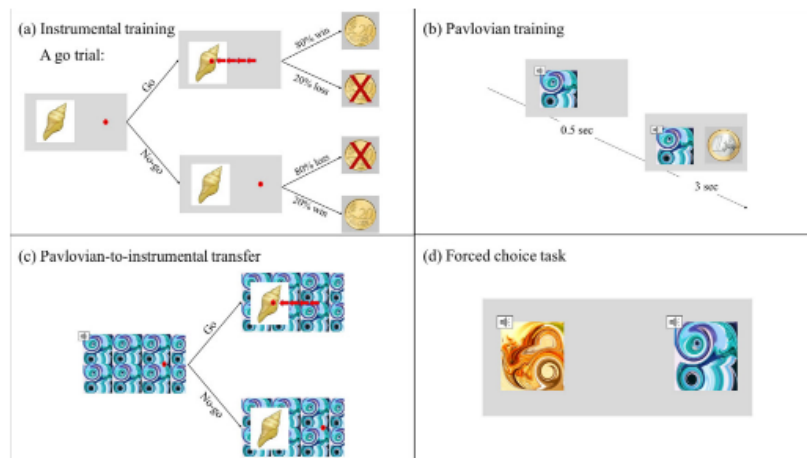 (a) Instrumental training
A go trial:
Go
No-go
80% win
20% loss
80% loss
20% win
(b) Pavlovian training
0.5 sec
3 sec
(c) Pavlovian-to-instrumental transfer
Go
No-go
(d) Forced choice task